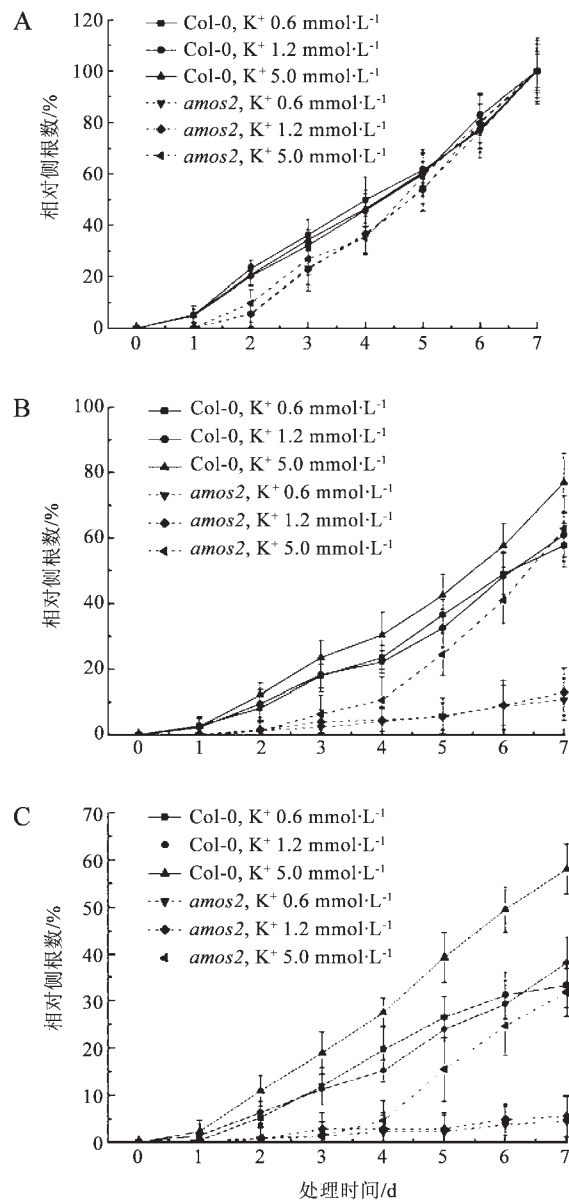 A
Col-0, K⁺ 0.6 mmol·L⁻¹
Col-0, K⁺ 1.2 mmol·L⁻¹
Col-0, K⁺ 5.0 mmol·L⁻¹
amos2, K⁺ 0.6 mmol·L⁻¹
amos2, K⁺ 1.2 mmol·L⁻¹
amos2, K⁺ 5.0 mmol·L⁻¹
相对侧根数/%
120
100
80
60
40
20
0
0 1 2 3 4 5 6 7
B
Col-0, K⁺ 0.6 mmol·L⁻¹
Col-0, K⁺ 1.2 mmol·L⁻¹
Col-0, K⁺ 5.0 mmol·L⁻¹
amos2, K⁺ 0.6 mmol·L⁻¹
amos2, K⁺ 1.2 mmol·L⁻¹
amos2, K⁺ 5.0 mmol·L⁻¹
相对侧根数/%
100
80
60
40
20
0
0 1 2 3 4 5 6 7
C
Col-0, K⁺ 0.6 mmol·L⁻¹
Col-0, K⁺ 1.2 mmol·L⁻¹
Col-0, K⁺ 5.0 mmol·L⁻¹
amos2, K⁺ 0.6 mmol·L⁻¹
amos2, K⁺ 1.2 mmol·L⁻¹
amos2, K⁺ 5.0 mmol·L⁻¹
相对侧根数/%
70
60
50
40
30
20
10
0
0 1 2 3 4 5 6 7
处理时间/d